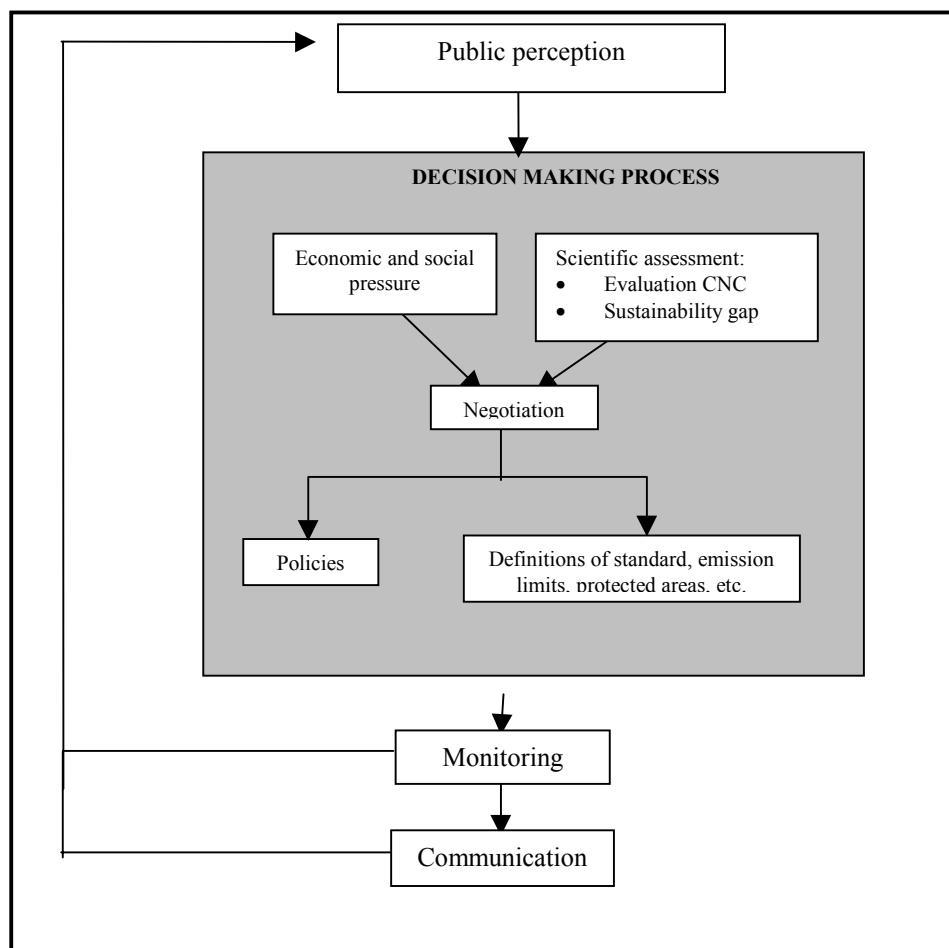 Public perception
DECISION MAKING PROCESS
Economic and social
pressure
Scientific assessment:
• Evaluation CNC
• Sustainability gap
Negotiation
Policies
Definitions of standard, emission
limits, protected areas, etc.
Monitoring
Communication